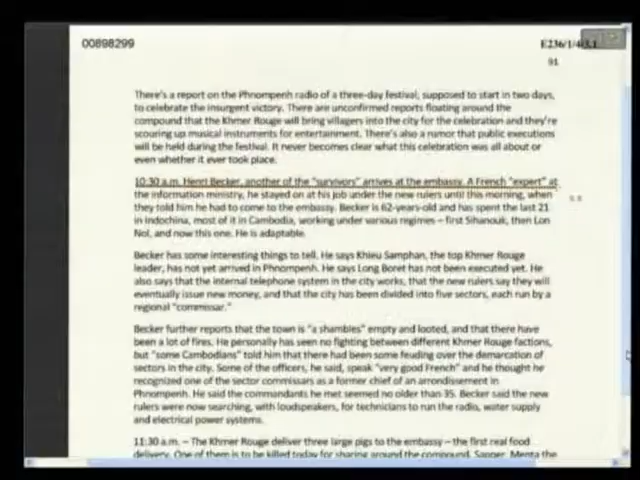 00898299
91
There's a report on the Phnompenh radio of a three-day festival, supposed to start in two days,
to celebrate the insurgent victory. There are unconfirmed reports floating around the
compound that the Khmer Rouge will bring villagers into the city for the celebration and they're
scouring up musical instruments for entertainment. There's also a rumor that public executions
will be held during the festival. It never becomes clear what this celebration was all about or
even whether it ever took place.
10:30 a.m. Henri Becker, another of the "survivors" arrives at the embassy. A French "expert" at
the information ministry, he stayed on at his job under the new rulers until this morning, when
they told him he had to come to the embassy. Becker is 62-years-old and has spent the last 21
in Indochina, most of it in Cambodia, working under various regimes – first Sihanouk, then Lon
Nol, and now this one. He is adaptable.
Becker has some interesting things to tell. He says Khieu Samphan, the top Khmer Rouge
leader, has not yet arrived in Phnompenh. He says Long Boret has not been executed yet. He
also says that the internal telephone system in the city works, that the new rulers say they will
eventually issue new money, and that the city has been divided into five sectors, each run by a
regional "commissar."
Becker further reports that the town is "a shambles" empty and looted, and that there have
been a lot of fires. He personally has seen no fighting between different Khmer Rouge factions,
but "some Cambodians" told him that there had been some feuding over the demarcation of
sectors in the city. Some of the officers, he said, speak "very good French" and he thought he
recognized one of the sector commissars as a former chief of an arrondissement in
Phnompenh. He said the commandants he met seemed no older than 35. Becker said the new
rulers were now searching, with loudspeakers, for technicians to run the radio, water supply
and electrical power systems.
11:30 a.m. – The Khmer Rouge deliver three large pigs to the embassy – the first real food
delivery. One of them is to be killed today for sharing around the compound. Sapper, Menta the